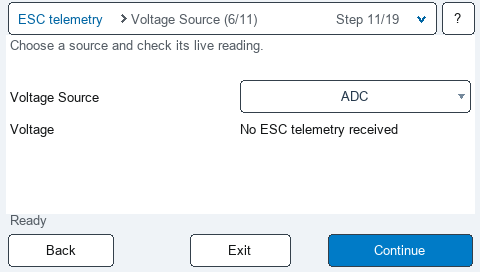 ESC telemetry > Voltage Source (6/11) Step 11/19 ?
Choose a source and check its live reading.
Voltage Source ADC
Voltage No ESC telemetry received
Ready
Back Exit Continue